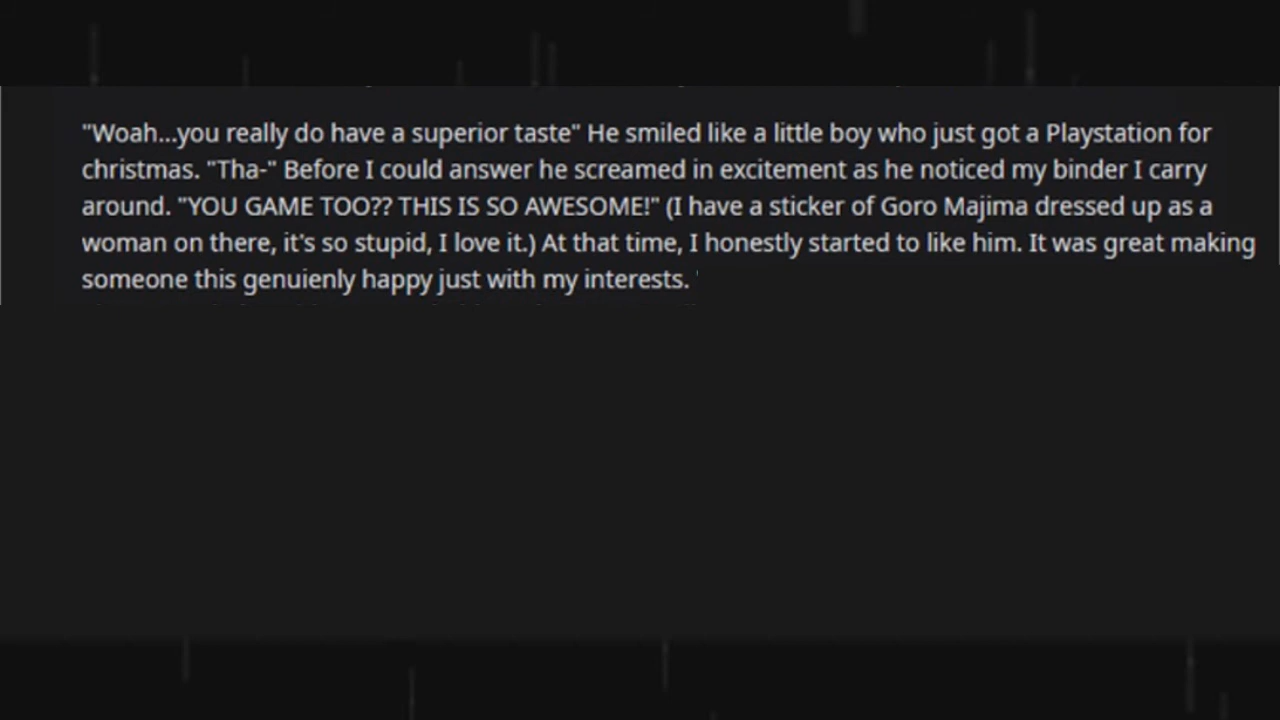 "Woah...you really do have a superior taste" He smiled like a little boy who just got a Playstation for
christmas. "Tha-" Before I could answer he screamed in excitement as he noticed my binder I carry
around. "YOU GAME TOO?? THIS IS SO AWESOME!" (I have a sticker of Goro Majima dressed up as a
woman on there, it's so stupid, I love it.) At that time, I honestly started to like him. It was great making
someone this genuienly happy just with my interests.